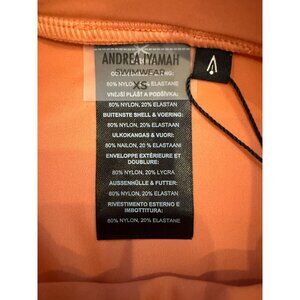 ANDREA IYAMAH
SWIMWEAR
XS
80% NYLON, 20% ELASTAN
VNĚJŠÍ PLÁŠŤ A PODŠÍVKA:
80% NYLON, 20% ELASTAN
BUITENSTE SHELL & VOERING:
80% NYLON, 20% ELASTAAN
ULKOKANGAS & VUORI:
80% NAILON, 20% ELASTAANI
ENVELOPPE EXTÉRIEURE ET
DOUBLURE:
80% NYLON, 20% LYCRA
AUSSENHÜLLE & FUTTER:
80% NYLON, 20% ELASTAN
RIVESTIMENTO ESTERNO E
IMBOTTITURA:
80% NYLON, 20% ELASTANE